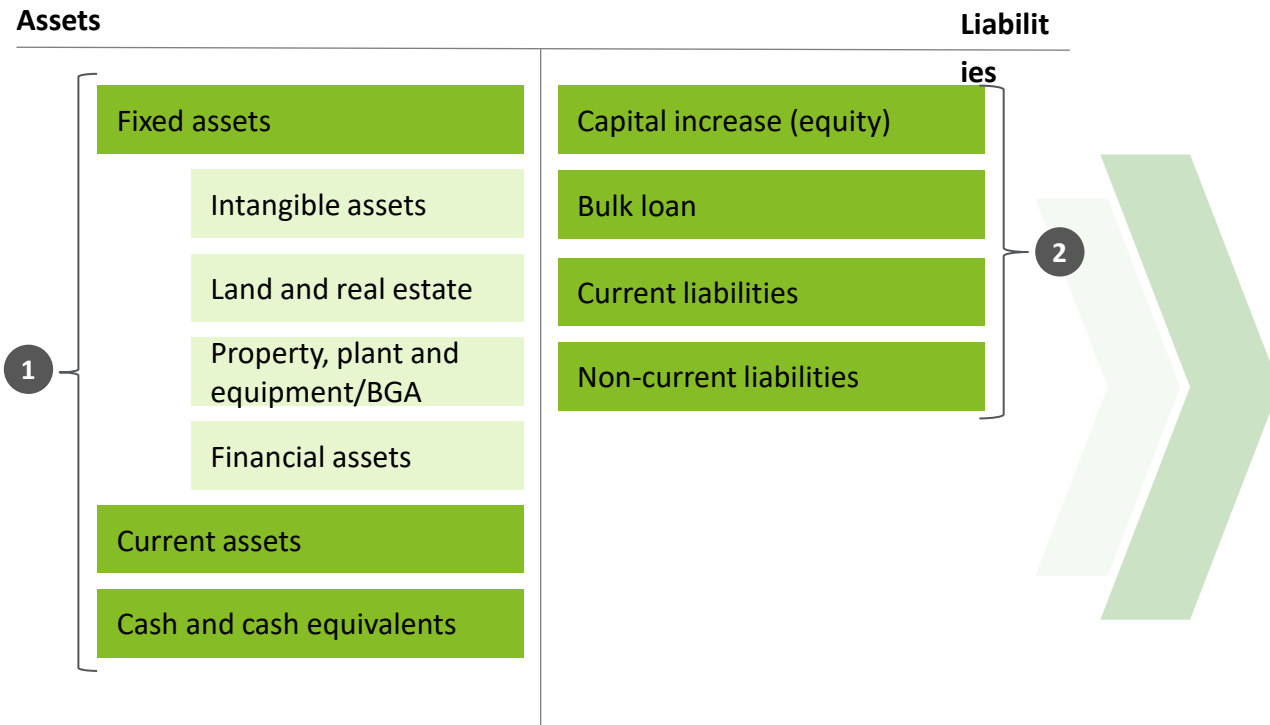 Assets
Liabilit
ies
1
Fixed assets
Intangible assets
Land and real estate
Property, plant and
equipment/BGA
Financial assets
Current assets
Cash and cash equivalents
Capital increase (equity)
Bulk loan
Current liabilities
Non-current liabilities
2